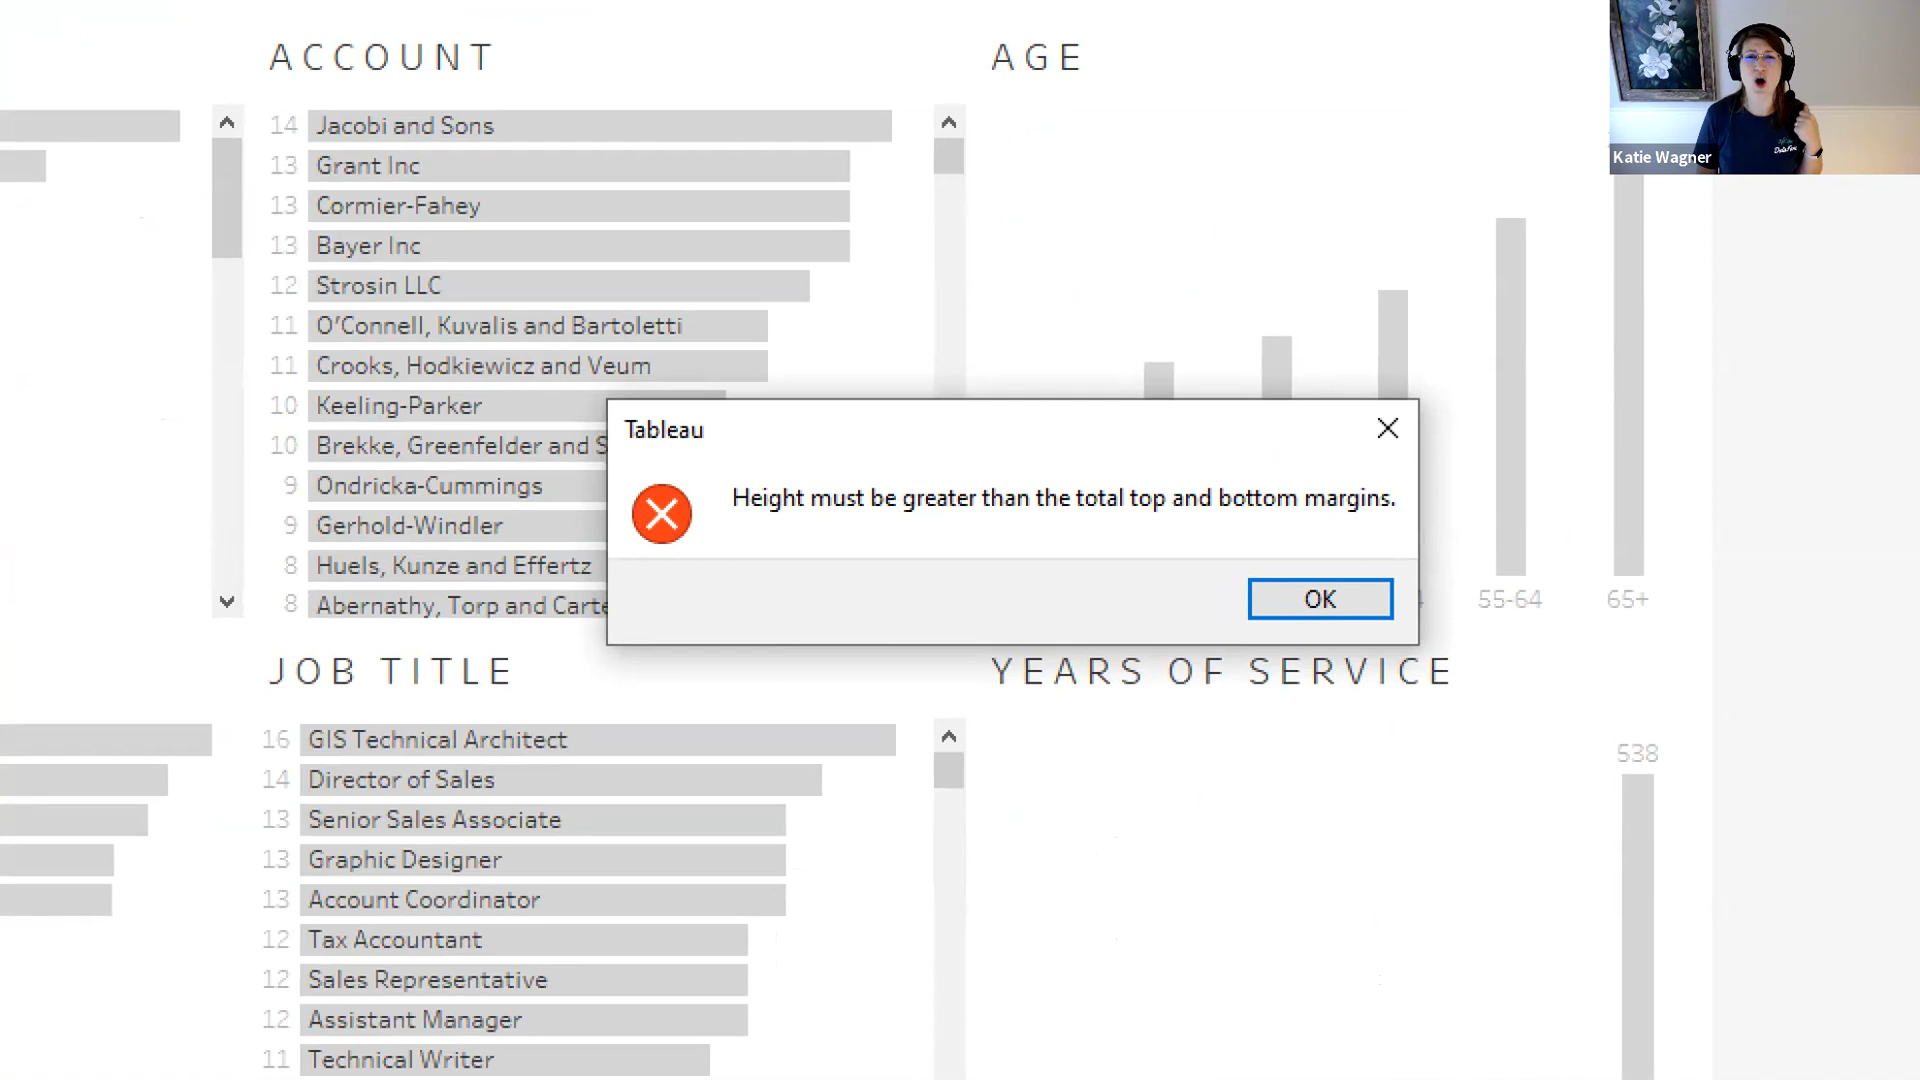 ACCOUNT
14 Jacobi and Sons
13 Grant Inc
13 Cormier-Fahey
13 Bayer Inc
12 Strosin LLC
11 O'Connell, Kuvalis and Bartoletti
11 Crooks, Hodkiewicz and Veum
10 Keeling-Parker
10 Brekke, Greenfelder and S
9 Ondricka-Cummings
9 Gerhold-Windler
8 Huels, Kunze and Effertz
8 Abernathy, Torp and Carte
AGE
55-64 65+
Katie Wagner
Tableau
Height must be greater than the total top and bottom margins.
OK
JOB TITLE
16 GIS Technical Architect
14 Director of Sales
13 Senior Sales Associate
13 Graphic Designer
13 Account Coordinator
12 Tax Accountant
12 Sales Representative
12 Assistant Manager
11 Technical Writer
YEARS OF SERVICE
538